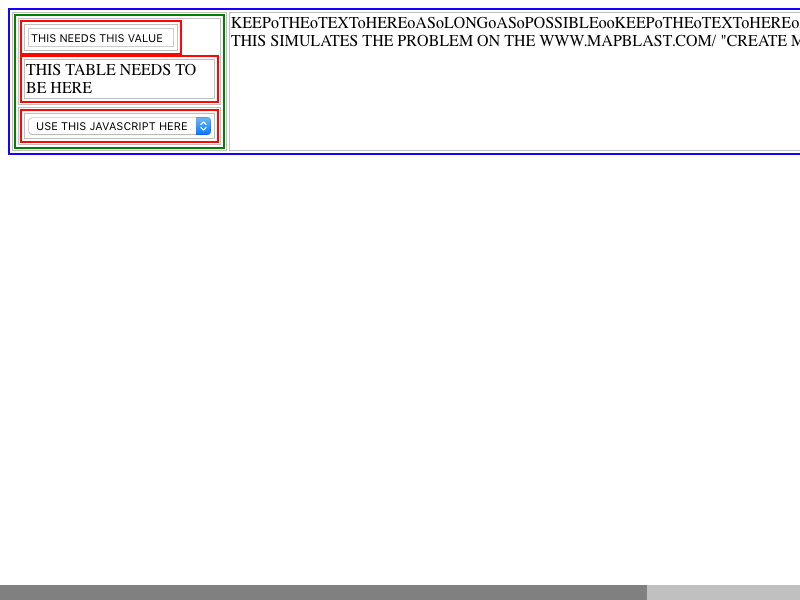 THIS NEEDS THIS VALUE
THIS TABLE NEEDS TO
BE HERE
USE THIS JAVASCRIPT HERE
KEEPoTHEoTEXToHEREoASoLONGoASoPOSSIBLEooKEEPoTHEoTEXToHEREo
THIS SIMULATES THE PROBLEM ON THE WWW.MAPBLAST.COM/ "CREATE M